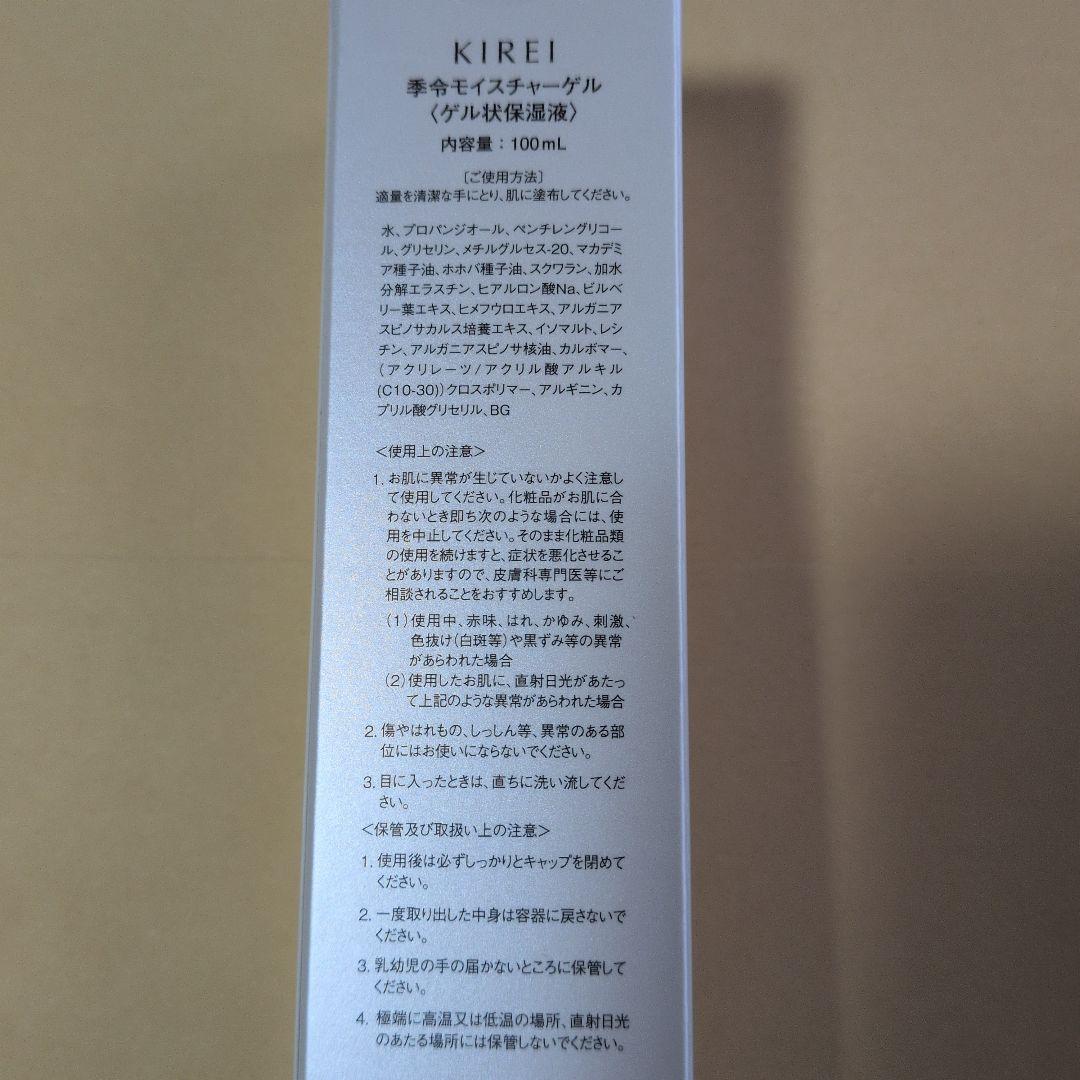 KIREI
季令モイスチャーゲル
〈ゲル状保湿液〉
内容量：100mL
〔ご使用方法〕
適量を清潔な手にとり、肌に塗布してください。
水、プロパンジオール、ペンチレングリコー
ル、グリセリン、メチルグルセス-20、マカデミ
ア種子油、ホホバ種子油、スクワラン、加水
分解エラスチン、ヒアルロン酸Na、ビルベ
リー葉エキス、ヒメフウロエキス、アルガニア
スピノサカルス培養エキス、イソマルト、レシ
チン、アルガニアスピノサ核油、カルボマー、
（アクリレーツ/アクリル酸アルキル
(C10-30)）クロスポリマー、アルギニン、カ
プリル酸グリセリル、BG
＜使用上の注意＞
1. お肌に異常が生じていないかよく注意し
て使用してください。化粧品がお肌に合
わないとき即ち次のような場合には、使
用を中止してください。そのまま化粧品類
の使用を続けますと、症状を悪化させるこ
とがありますので、皮膚科専門医等にご
相談されることをおすすめします。
（1）使用中、赤味、はれ、かゆみ、刺激、
色抜け（白斑等）や黒ずみ等の異常
があらわれた場合
（2）使用したお肌に、直射日光があたっ
て上記のような異常があらわれた場合
2. 傷やはれもの、しっしん等、異常のある部
位にはお使いにならないでください。
3. 目に入ったときは、直ちに洗い流してくだ
さい。
＜保管及び取扱い上の注意＞
1. 使用後は必ずしっかりとキャップを閉めて
ください。
2. 一度取り出した中身は容器に戻さないで
ください。
3. 乳幼児の手の届かないところに保管して
ください。
4. 極端に高温又は低温の場所、直射日光
のあたる場所には保管しないでください。